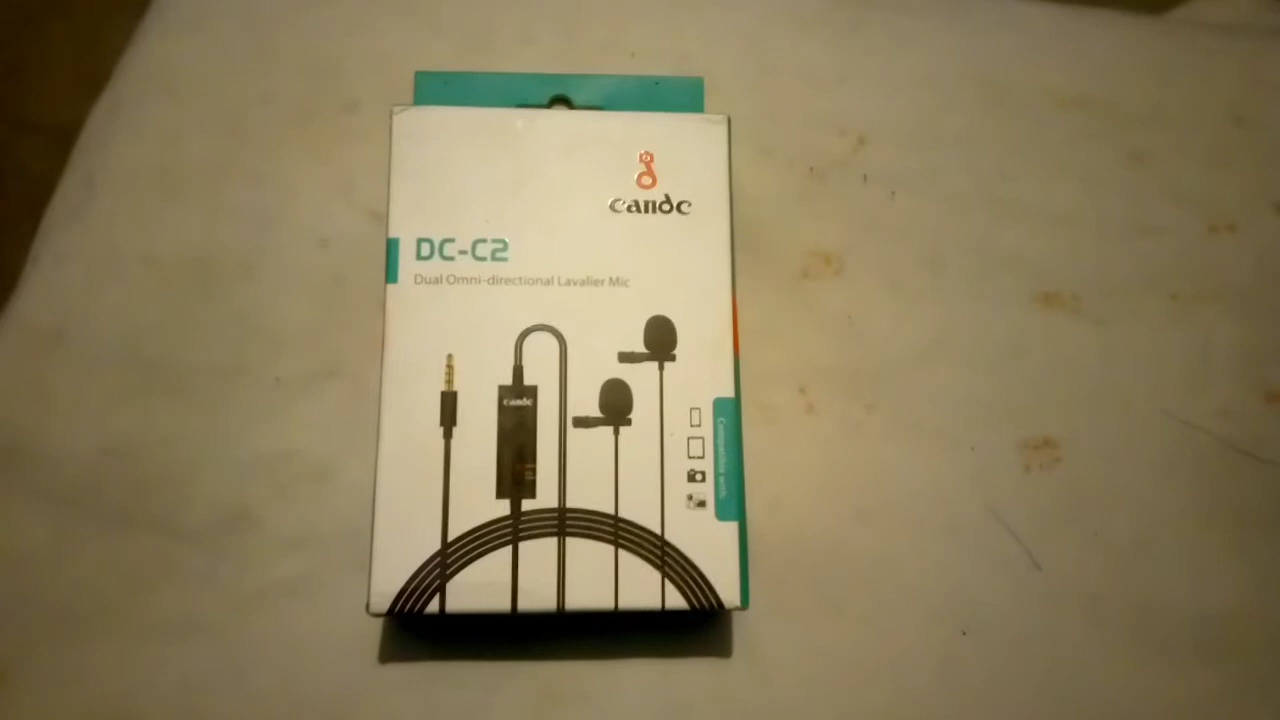 candc
DC-C2
Dual Omni-directional Lavalier Mic
candc
Compatible with: